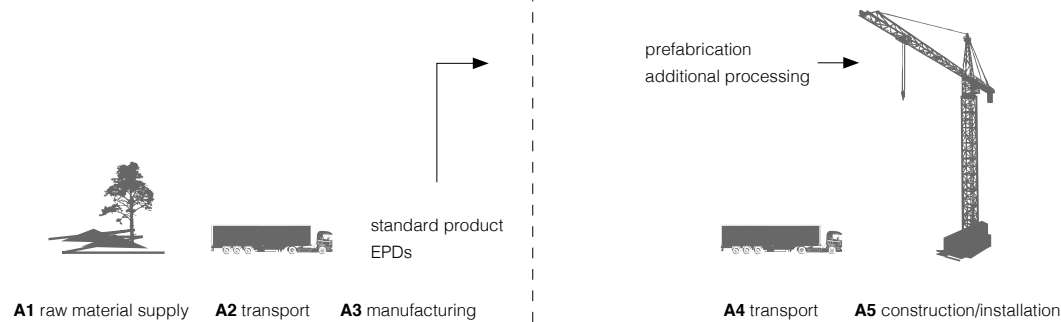 prefabrication
additional processing
standard product
EPDs
A1 raw material supply
A2 transport
A3 manufacturing
A4 transport
A5 construction/installation